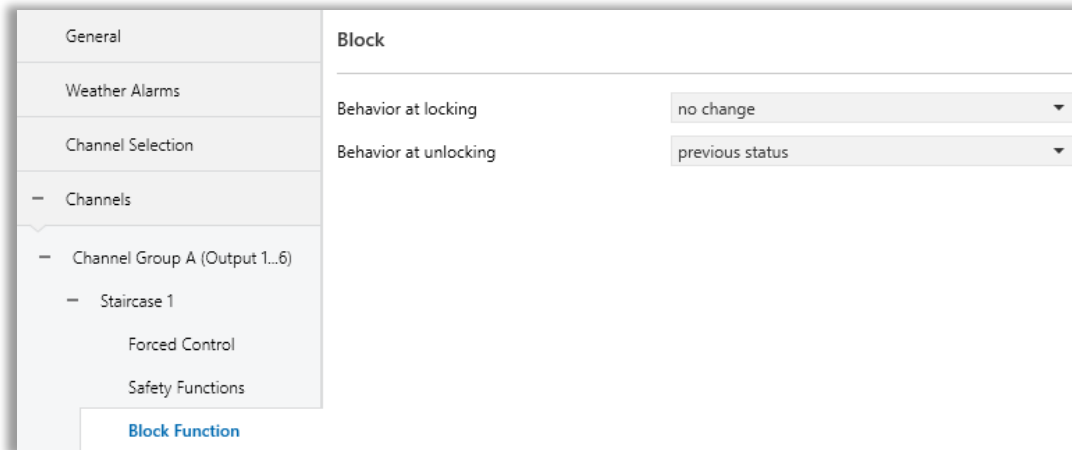 General
Weather Alarms
Channel Selection
Channels
Channel Group A (Output 1...6)
Staircase 1
Forced Control
Safety Functions
Block Function
Block
Behavior at locking no change
Behavior at unlocking previous status